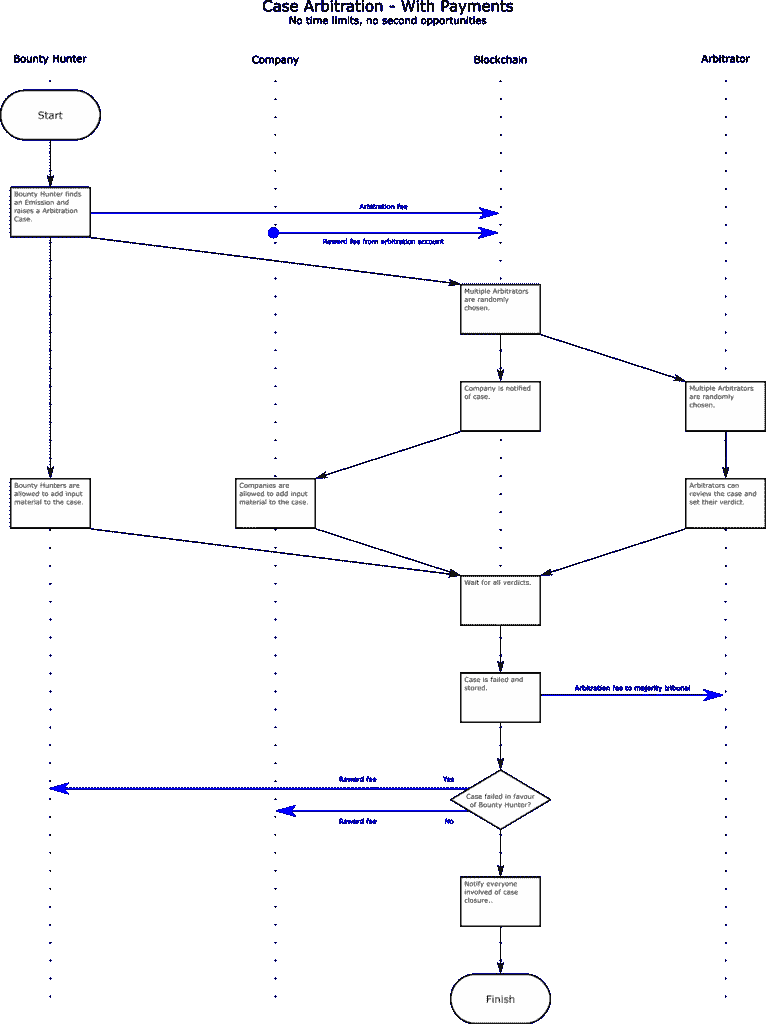 Case Arbitration - With Payments
No time limits, no second opportunities
Bounty Hunter
Company
Blockchain
Arbitrator
Start
Bounty Hunter finds
an Emission and
raises a Arbitration
Case.
Arbitration fee
Reward fee from arbitration account
Multiple Arbitrators
are randomly
chosen.
Company is notified
of case.
Multiple Arbitrators
are randomly
chosen.
Bounty Hunters are
allowed to add input
material to the case.
Companies are
allowed to add input
material to the case.
Arbitrators can
review the case and
set their verdict.
Wait for all verdicts.
Case is failed and
stored.
Arbitration fee to majority tribunal
Reward fee
Yes
Case failed in favour
of Bounty Hunter?
Reward fee
No
Notify everyone
involved of case
closure..
Finish